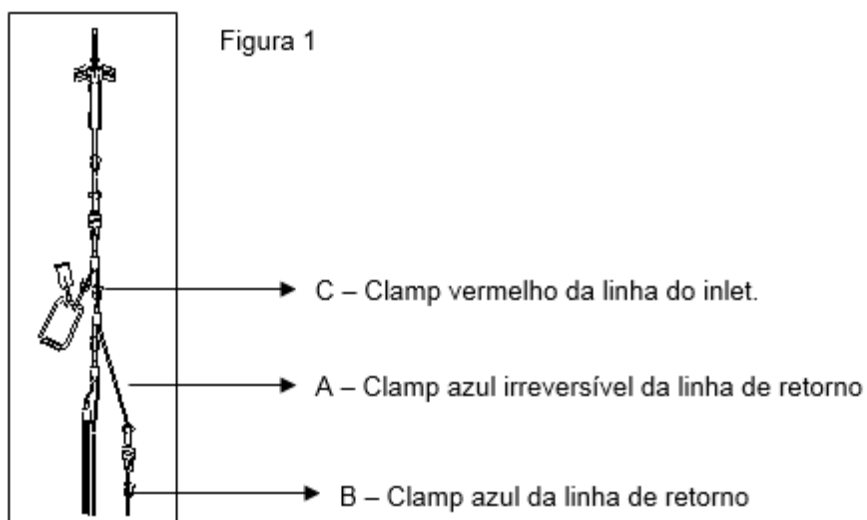 Figura 1
C – Clamp vermelho da linha do inlet.
A – Clamp azul irreversível da linha de retorno
B – Clamp azul da linha de retorno